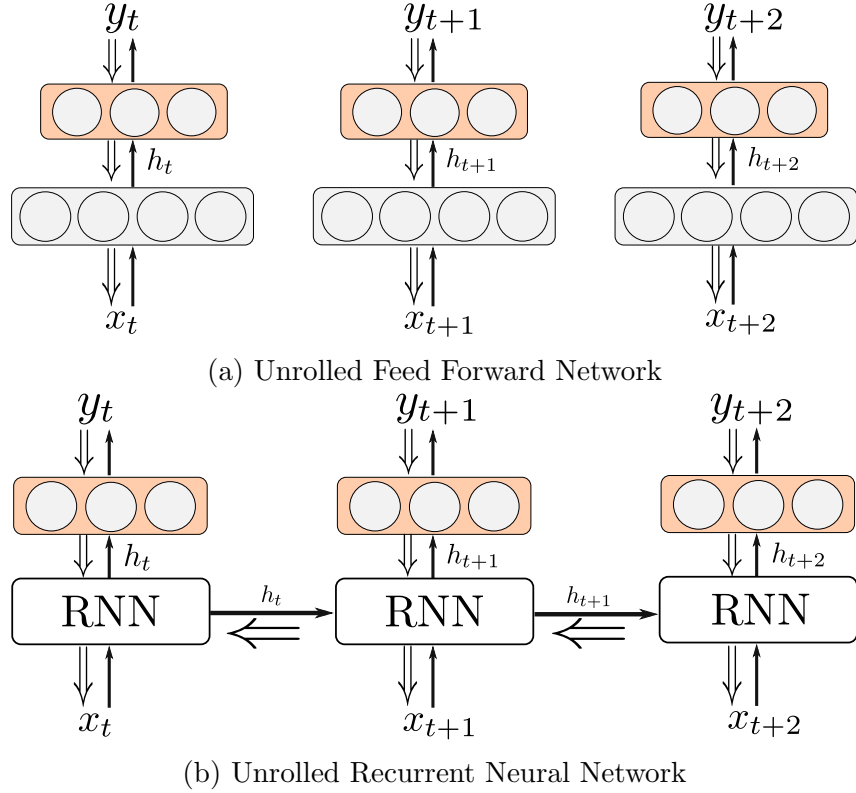 y_t y_{t+1} y_{t+2}
h_t h_{t+1} h_{t+2}
x_t x_{t+1} x_{t+2}
(a) Unrolled Feed Forward Network
y_t y_{t+1} y_{t+2}
h_t h_{t+1} h_{t+2}
RNN h_t RNN h_{t+1} RNN
x_t x_{t+1} x_{t+2}
(b) Unrolled Recurrent Neural Network